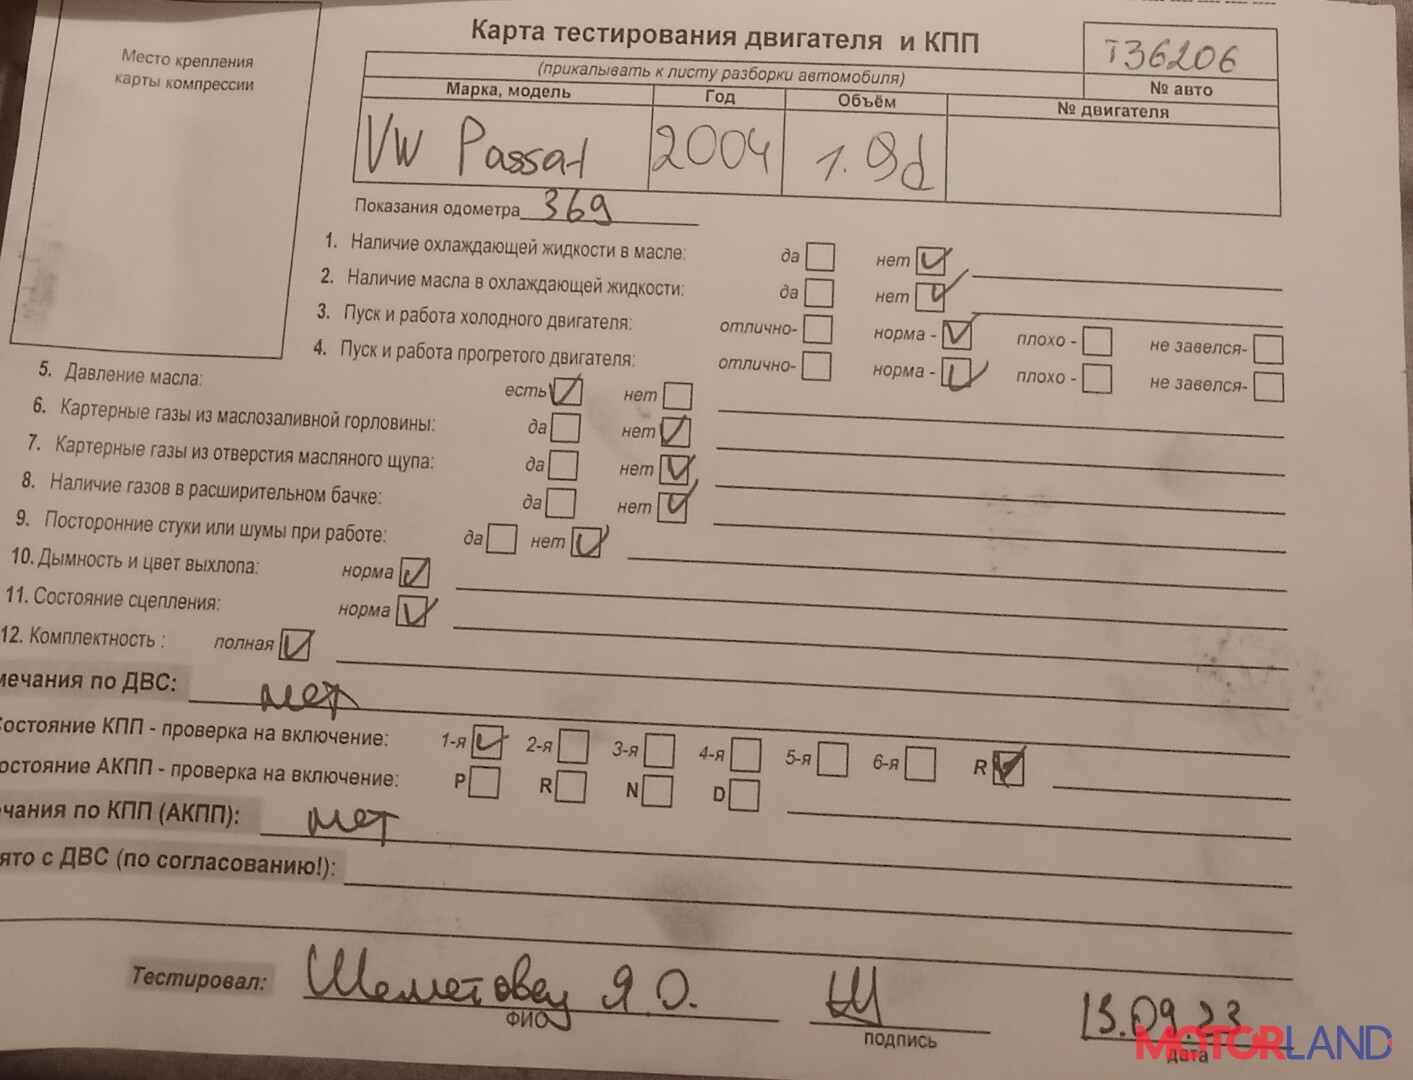 Место крепления
карты компрессии
Карта тестирования двигателя и КПП
Т36206
№ авто
(прикалывать к листу разборки автомобиля)
Марка, модель Год Объём № двигателя
VW Passat 2004 1.9d
Показания одометра 369
1. Наличие охлаждающей жидкости в масле: да нет
2. Наличие масла в охлаждающей жидкости: да нет
3. Пуск и работа холодного двигателя: отлично- норма - плохо - не завелся-
4. Пуск и работа прогретого двигателя: отлично- норма - плохо - не завелся-
5. Давление масла: есть нет
6. Картерные газы из маслозаливной горловины: да нет
7. Картерные газы из отверстия масляного щупа: да нет
8. Наличие газов в расширительном бачке: да нет
9. Посторонние стуки или шумы при работе: да нет
10. Дымность и цвет выхлопа: норма
11. Состояние сцепления: норма
12. Комплектность : полная
мечания по ДВС: нет
Состояние КПП - проверка на включение: 1-я 2-я 3-я 4-я 5-я 6-я R
остояние АКПП - проверка на включение: P R N D
чания по КПП (АКПП): нет
ято с ДВС (по согласованию!):
Тестировал: Шеметовец Я.О.
ФИО подпись дата
13.09.23
MOTORLAND